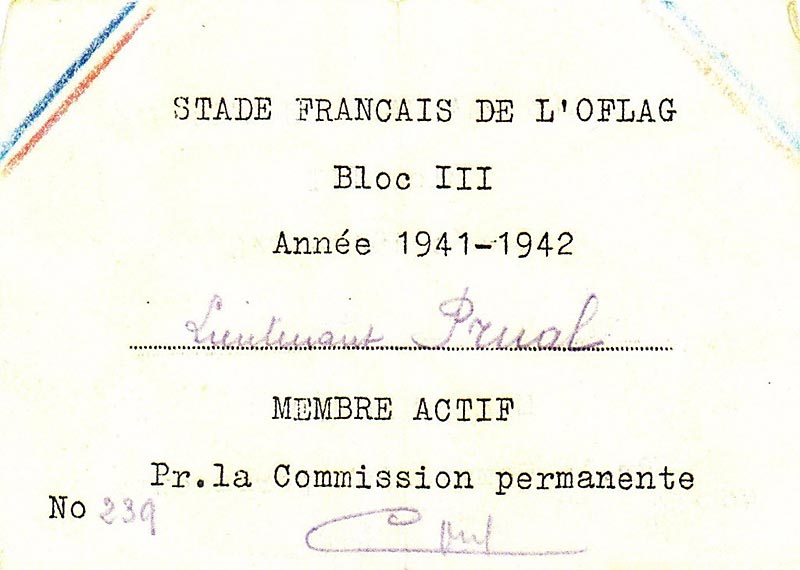 STADE FRANCAIS DE L'OFLAG
Bloc III
Année 1941-1942
Lieutenant Prual
MEMBRE ACTIF
Pr.la Commission permanente
No 239